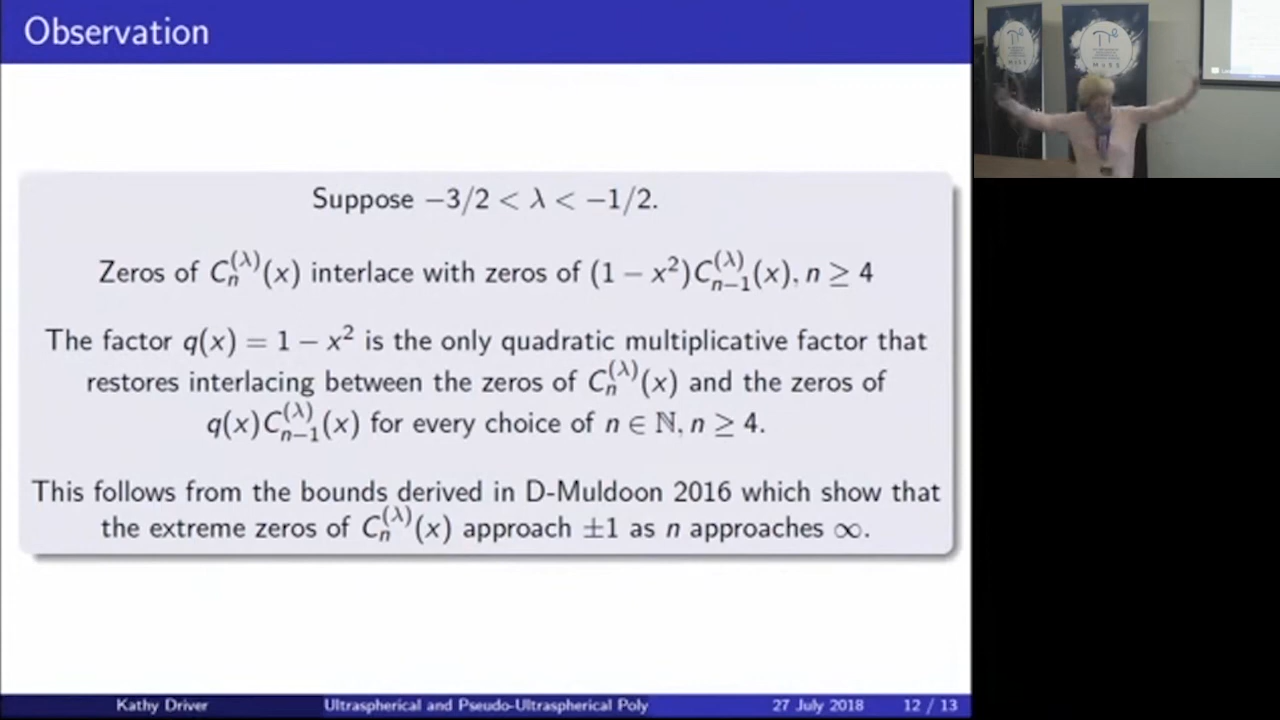 Observation
Suppose −3/2 < λ < −1/2.
Zeros of C_n^{(λ)}(x) interlace with zeros of (1 − x²)C_{n−1}^{(λ)}(x), n ≥ 4
The factor q(x) = 1 − x² is the only quadratic multiplicative factor that
restores interlacing between the zeros of C_n^{(λ)}(x) and the zeros of
q(x)C_{n−1}^{(λ)}(x) for every choice of n ∈ ℕ, n ≥ 4.
This follows from the bounds derived in D-Muldoon 2016 which show that
the extreme zeros of C_n^{(λ)}(x) approach ±1 as n approaches ∞.
Kathy Driver Ultraspherical and Pseudo-Ultraspherical Poly 27 July 2018 12 / 13